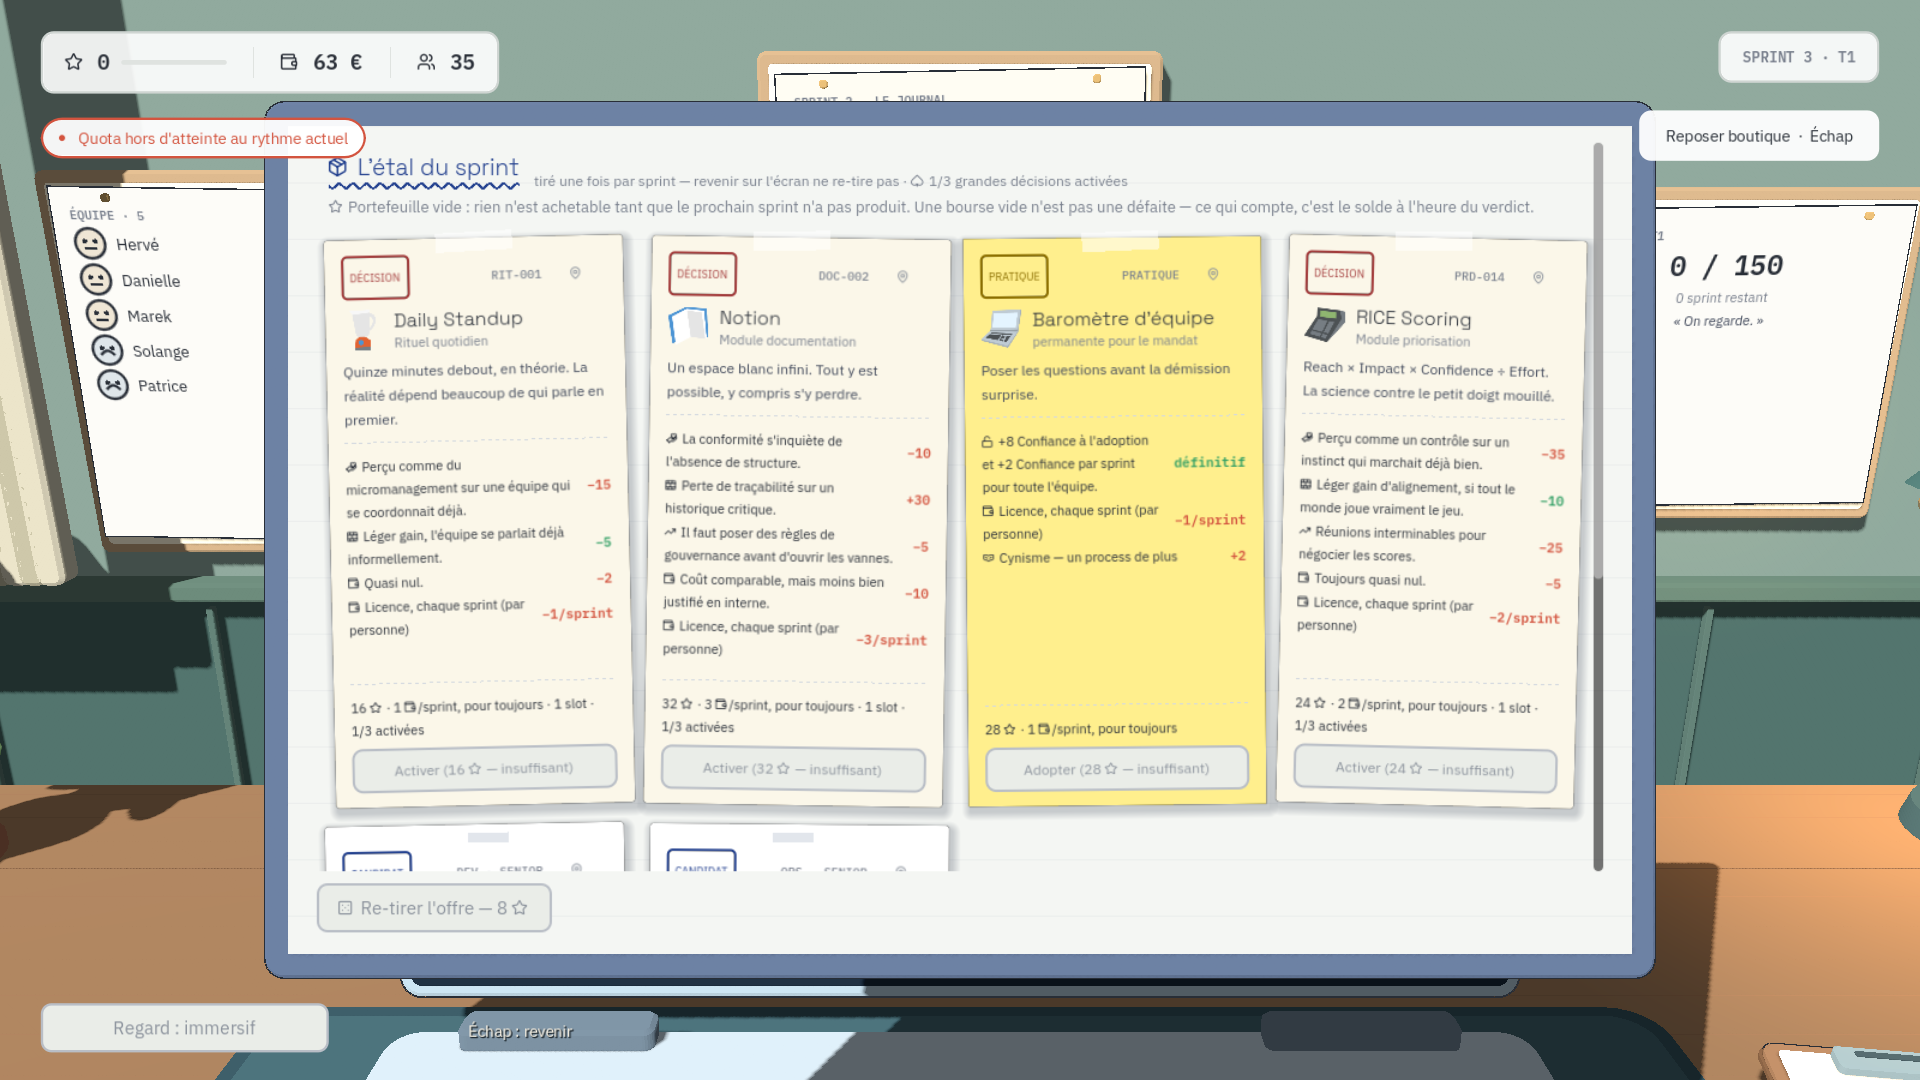 0
63 €
35
SPRINT 3 · T1
SPRINT 2 — LE JOURNAL
Quota hors d'atteinte au rythme actuel
Reposer boutique · Échap
L'étal du sprint
tiré une fois par sprint — revenir sur l'écran ne re-tire pas · 1/3 grandes décisions activées
Portefeuille vide : rien n'est achetable tant que le prochain sprint n'a pas produit. Une bourse vide n'est pas une défaite — ce qui compte, c'est le solde à l'heure du verdict.
ÉQUIPE · 5
Hervé
Danielle
Marek
Solange
Patrice
DÉCISION
RIT-001
Daily Standup
Rituel quotidien
Quinze minutes debout, en théorie. La
réalité dépend beaucoup de qui parle en
premier.
Perçu comme du
micromanagement sur une équipe qui
se coordonnait déjà.
-15
Léger gain, l'équipe se parlait déjà
informellement.
-5
Quasi nul.
-2
Licence, chaque sprint (par
personne)
-1/sprint
16 · 1 /sprint, pour toujours · 1 slot ·
1/3 activées
Activer (16 — insuffisant)
DÉCISION
DOC-002
Notion
Module documentation
Un espace blanc infini. Tout y est
possible, y compris s'y perdre.
La conformité s'inquiète de
l'absence de structure.
-10
Perte de traçabilité sur un
historique critique.
+30
Il faut poser des règles de
gouvernance avant d'ouvrir les vannes.
-5
Coût comparable, mais moins bien
justifié en interne.
-10
Licence, chaque sprint (par
personne)
-3/sprint
32 · 3 /sprint, pour toujours · 1 slot ·
1/3 activées
Activer (32 — insuffisant)
PRATIQUE
PRATIQUE
Baromètre d'équipe
permanente pour le mandat
Poser les questions avant la démission
surprise.
+8 Confiance à l'adoption
et +2 Confiance par sprint
pour toute l'équipe.
définitif
Licence, chaque sprint (par
personne)
-1/sprint
Cynisme — un process de plus
+2
28 · 1 /sprint, pour toujours
Adopter (28 — insuffisant)
DÉCISION
PRD-014
RICE Scoring
Module priorisation
Reach × Impact × Confidence ÷ Effort.
La science contre le petit doigt mouillé.
Perçu comme un contrôle sur un
instinct qui marchait déjà bien.
-35
Léger gain d'alignement, si tout le
monde joue vraiment le jeu.
-10
Réunions interminables pour
négocier les scores.
-25
Toujours quasi nul.
-5
Licence, chaque sprint (par
personne)
-2/sprint
24 · 2 /sprint, pour toujours · 1 slot ·
1/3 activées
Activer (24 — insuffisant)
T1
0 / 150
0 sprint restant
« On regarde. »
CANDIDAT
DEV — SENIOR
CANDIDAT
OPS — SENIOR
Re-tirer l'offre — 8
Regard : immersif
Échap : revenir